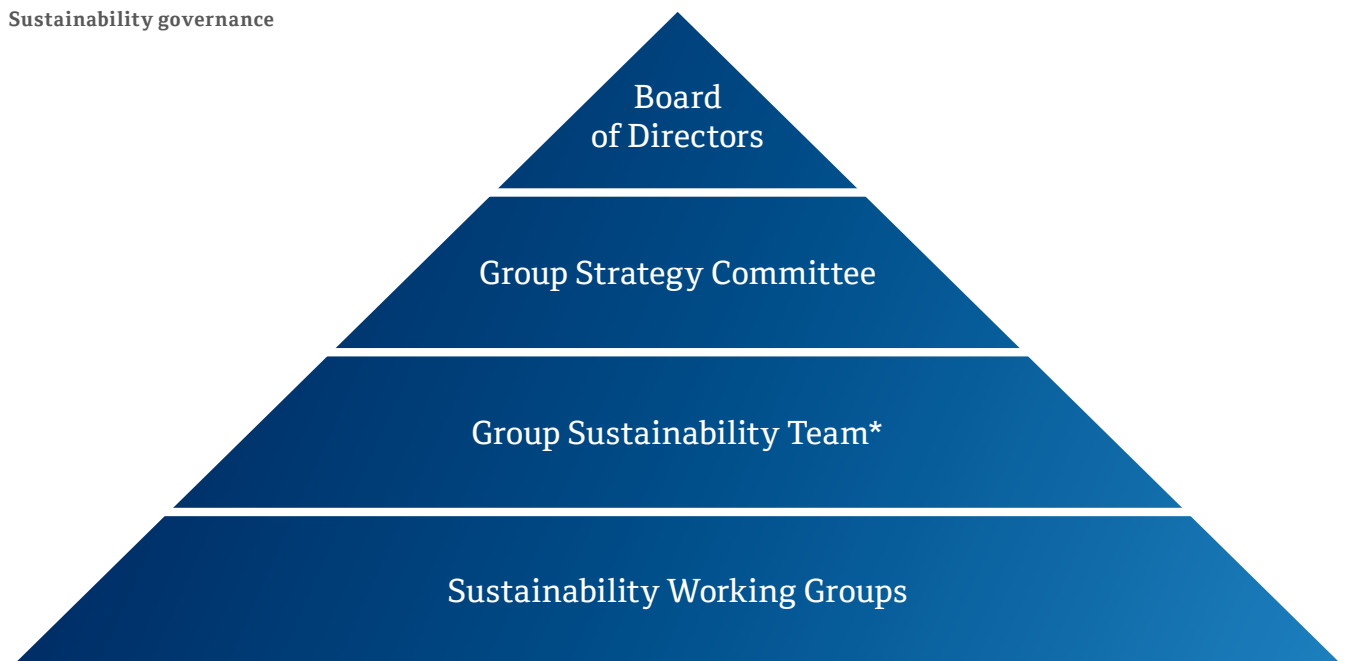 Sustainability governance
Board
of Directors
Group Strategy Committee
Group Sustainability Team*
Sustainability Working Groups